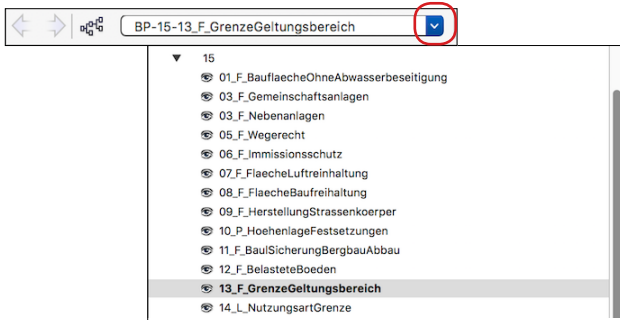 BP-15-13_F_GrenzeGeltungsbereich
15
01_F_BauflaecheOhneAbwasserbeseitigung
03_F_Gemeinschaftsanlagen
03_F_Nebenanlagen
05_F_Wegerecht
06_F_Immissionsschutz
07_F_FlaecheLuftreinhaltung
08_F_FlaecheBaufreihaltung
09_F_HerstellungStrassenkoerper
10_P_HoehenlageFestsetzungen
11_F_BaulSicherungBergbauAbbau
12_F_BelasteteBoeden
13_F_GrenzeGeltungsbereich
14_L_NutzungsartGrenze